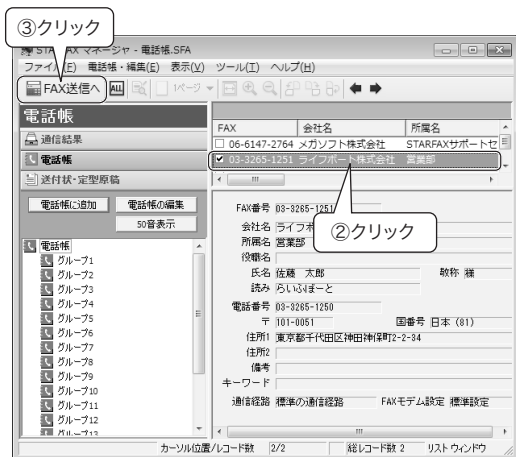 ③クリック
STARFAX マネージャ - 電話帳.SFA
ファイル(F) 電話帳・編集(E) 表示(V) ツール(T) ヘルプ(H)
FAX送信へ ALL 1ページ
電話帳
通信結果
電話帳
送付状・定型原稿
電話帳に追加 電話帳の編集
50音表示
電話帳
グループ1
グループ2
グループ3
グループ4
グループ5
グループ6
グループ7
グループ8
グループ9
グループ10
グループ11
グループ12
グループ13
FAX 会社名 所属名
06-6147-2764 メガソフト株式会社 STARFAXサポートセ
03-3265-1251 ライフボート株式会社 営業部
②クリック
FAX番号 03-3265-1251
会社名 ライフボ
所属名 営業部
役職名
氏名 佐藤 太郎 敬称 様
読み らいふぼーと
電話番号 03-3265-1250
〒 101-0051 国番号 日本 (81)
住所1 東京都千代田区神田神保町2-2-34
住所2
備考
キーワード
通信経路 標準の通信経路 FAXモデム設定 標準設定
カーソル位置/レコード数 2/2 総レコード数 2 リスト ウィンドウ